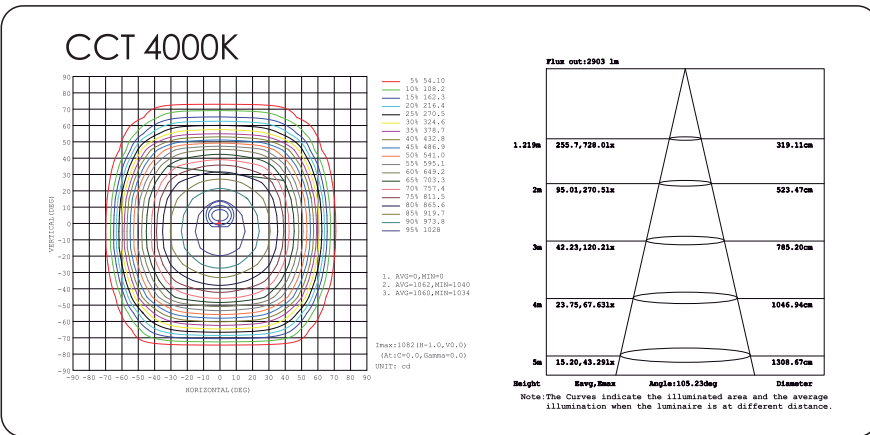 CCT 4000K
90
80
70
60
50
40
30
20
10
0
-10
-20
-30
-40
-50
-60
-70
-80
-90
VERTICAL(DEG)
-90 -80 -70 -60 -50 -40 -30 -20 -10 0 10 20 30 40 50 60 70 80 90
HORIZONTAL(DEG)
5% 54.10
10% 108.2
15% 162.3
20% 216.4
25% 270.5
30% 324.6
35% 378.7
40% 432.8
45% 486.9
50% 541.0
55% 595.1
60% 649.2
65% 703.3
70% 757.4
75% 811.5
80% 865.6
85% 919.7
90% 973.8
95% 1028
1. AVG=0,MIN=0
2. AVG=1062,MIN=1040
3. AVG=1060,MIN=1034
Imax:1082(H-1.0,V0.0)
(At:C=0.0,Gamma=0.0)
UNIT: cd
Flux out:2903 lm
1.219m 255.7,728.0lx 319.11cm
2m 95.01,270.5lx 523.47cm
3m 42.23,120.2lx 785.20cm
4m 23.75,67.63lx 1046.94cm
5m 15.20,43.29lx 1308.67cm
Height Eavg,Emax Angle:105.23deg Diameter
Note:The Curves indicate the illuminated area and the average
illumination when the luminaire is at different distance.